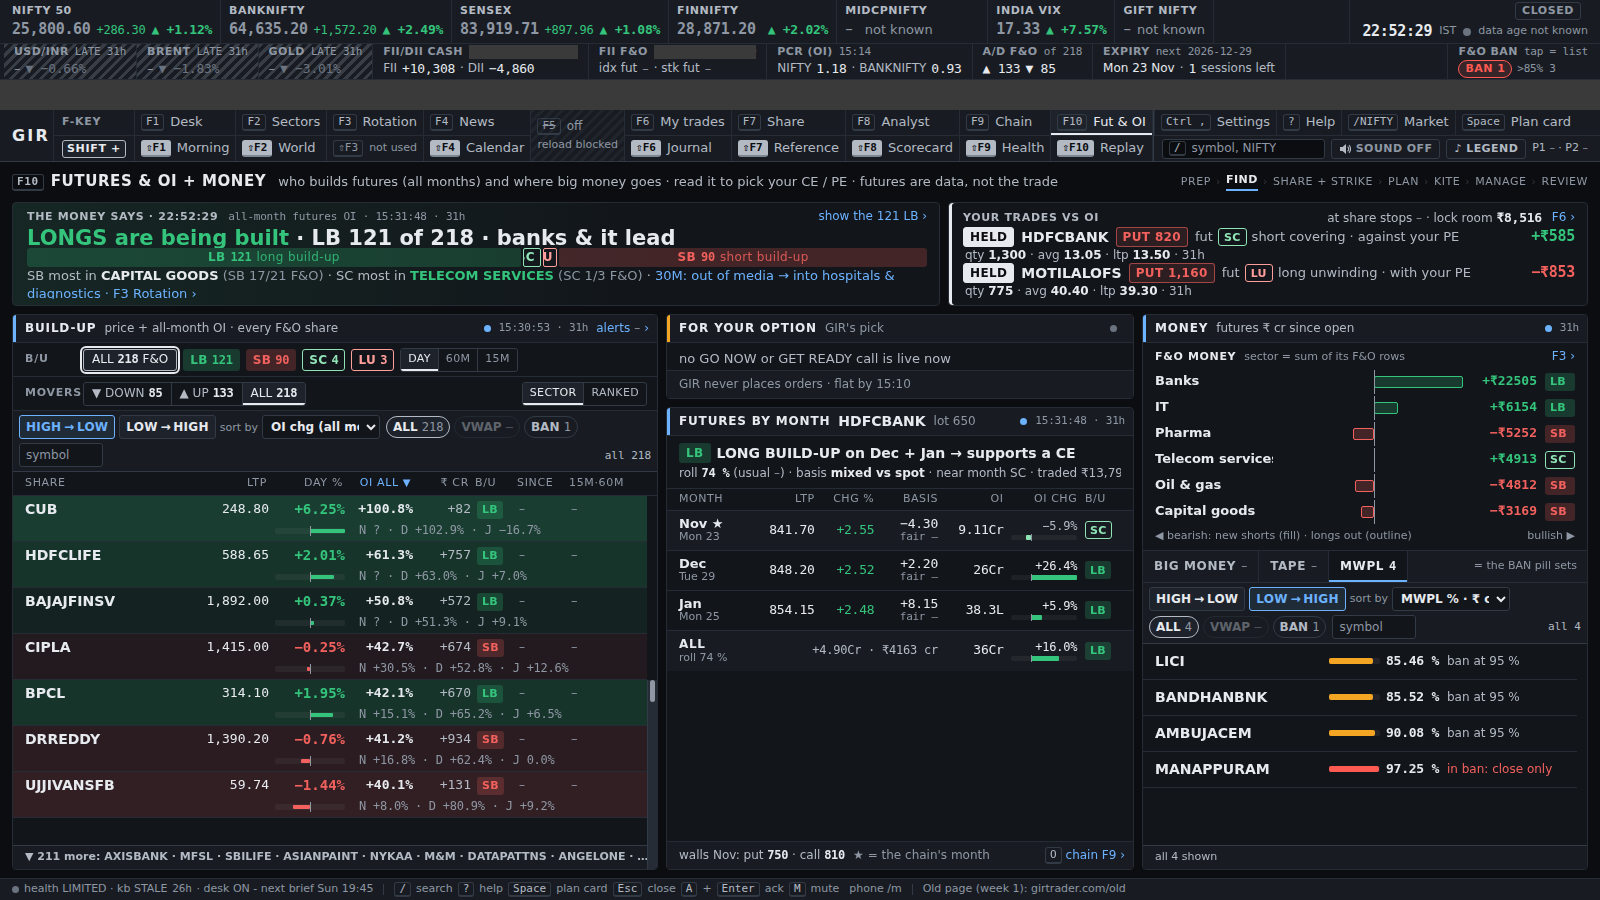 NIFTY 50
25,800.60 +286.30 ▲ +1.12%
BANKNIFTY
64,635.20 +1,572.20 ▲ +2.49%
SENSEX
83,919.71 +897.96 ▲ +1.08%
FINNIFTY
28,871.20 ▲ +2.02%
MIDCPNIFTY
– not known
INDIA VIX
17.33 ▲ +7.57%
GIFT NIFTY
– not known
CLOSED
22:52:29 IST ● data age not known
USD/INR LATE 31h
– ▼ −0.66%
BRENT LATE 31h
– ▼ −1.83%
GOLD LATE 31h
– ▼ −3.01%
FII/DII CASH
FII +10,308 · DII −4,860
FII F&O
idx fut – · stk fut –
PCR (OI) 15:14
NIFTY 1.18 · BANKNIFTY 0.93
A/D F&O of 218
▲ 133 ▼ 85
EXPIRY next 2026-12-29
Mon 23 Nov · 1 sessions left
F&O BAN tap = list
BAN 1 >85% 3
GIR
F-KEY F1 Desk F2 Sectors F3 Rotation F4 News F5 off F6 My trades F7 Share F8 Analyst F9 Chain F10 Fut & OI Ctrl , Settings ? Help /NIFTY Market Space Plan card
SHIFT + ⇧F1 Morning ⇧F2 World ⇧F3 not used ⇧F4 Calendar reload blocked ⇧F6 Journal ⇧F7 Reference ⇧F8 Scorecard ⇧F9 Health ⇧F10 Replay / symbol, NIFTY SOUND OFF ♪ LEGEND P1 – · P2 –
F10 FUTURES & OI + MONEY who builds futures (all months) and where big money goes · read it to pick your CE / PE · futures are data, not the trade
PREP › FIND › SHARE + STRIKE › PLAN › KITE › MANAGE › REVIEW
THE MONEY SAYS · 22:52:29 all-month futures OI · 15:31:48 · 31h show the 121 LB ›
LONGS are being built · LB 121 of 218 · banks & it lead
LB 121 long build-up C U SB 90 short build-up
SB most in CAPITAL GOODS (SB 17/21 F&O) · SC most in TELECOM SERVICES (SC 1/3 F&O) · 30M: out of media → into hospitals & diagnostics · F3 Rotation ›
YOUR TRADES VS OI at share stops – · lock room ₹8,516 F6 ›
HELD HDFCBANK PUT 820 fut SC short covering · against your PE +₹585
qty 1,300 · avg 13.05 · ltp 13.50 · 31h
HELD MOTILALOFS PUT 1,160 fut LU long unwinding · with your PE −₹853
qty 775 · avg 40.40 · ltp 39.30 · 31h
BUILD-UP price + all-month OI · every F&O share ● 15:30:53 · 31h alerts – ›
B/U ALL 218 F&O LB 121 SB 90 SC 4 LU 3 DAY 60M 15M
MOVERS ▼ DOWN 85 ▲ UP 133 ALL 218 SECTOR RANKED
HIGH→LOW LOW→HIGH sort by ALL 218 VWAP – BAN 1
symbol all 218
SHARE LTP DAY % OI ALL ▼ ₹ CR B/U SINCE 15M·60M
CUB 248.80 +6.25% +100.8% +82 LB – –
N ? · D +102.9% · J −16.7%
HDFCLIFE 588.65 +2.01% +61.3% +757 LB – –
N ? · D +63.0% · J +7.0%
BAJAJFINSV 1,892.00 +0.37% +50.8% +572 LB – –
N ? · D +51.3% · J +9.1%
CIPLA 1,415.00 −0.25% +42.7% +674 SB – –
N +30.5% · D +52.8% · J +12.6%
BPCL 314.10 +1.95% +42.1% +670 LB – –
N +15.1% · D +65.2% · J +6.5%
DRREDDY 1,390.20 −0.76% +41.2% +934 SB – –
N +16.8% · D +62.4% · J 0.0%
UJJIVANSFB 59.74 −1.44% +40.1% +131 SB – –
N +8.0% · D +80.9% · J +9.2%
▼ 211 more: AXISBANK · MFSL · SBILIFE · ASIANPAINT · NYKAA · M&M · DATAPATTNS · ANGELONE · ...
FOR YOUR OPTION GIR's pick
no GO NOW or GET READY call is live now
GIR never places orders · flat by 15:10
FUTURES BY MONTH HDFCBANK lot 650 ● 15:31:48 · 31h
LB LONG BUILD-UP on Dec + Jan → supports a CE
roll 74 % (usual –) · basis mixed vs spot · near month SC · traded ₹13,79
MONTH LTP CHG % BASIS OI OI CHG B/U
Nov ★ 841.70 +2.55 −4.30 9.11Cr −5.9% SC
Mon 23 fair –
Dec 848.20 +2.52 +2.20 26Cr +26.4% LB
Tue 29 fair –
Jan 854.15 +2.48 +8.15 38.3L +5.9% LB
Mon 25 fair –
ALL +4.90Cr · ₹4163 cr 36Cr +16.0% LB
roll 74 %
walls Nov: put 750 · call 810 ★ = the chain's month O chain F9 ›
MONEY futures ₹ cr since open ● 31h
F&O MONEY sector = sum of its F&O rows F3 ›
Banks +₹22505 LB
IT +₹6154 LB
Pharma −₹5252 SB
Telecom services +₹4913 SC
Oil & gas −₹4812 SB
Capital goods −₹3169 SB
◀ bearish: new shorts (fill) · longs out (outline) bullish ▶
BIG MONEY – TAPE – MWPL 4 = the BAN pill sets
HIGH→LOW LOW→HIGH sort by MWPL % · ₹ c
ALL 4 VWAP – BAN 1 symbol all 4
LICI 85.46 % ban at 95 %
BANDHANBNK 85.52 % ban at 95 %
AMBUJACEM 90.08 % ban at 95 %
MANAPPURAM 97.25 % in ban: close only
all 4 shown
● health LIMITED · kb STALE 26h · desk ON - next brief Sun 19:45 | / search ? help Space plan card Esc close A + Enter ack M mute phone /m | Old page (week 1): girtrader.com/old